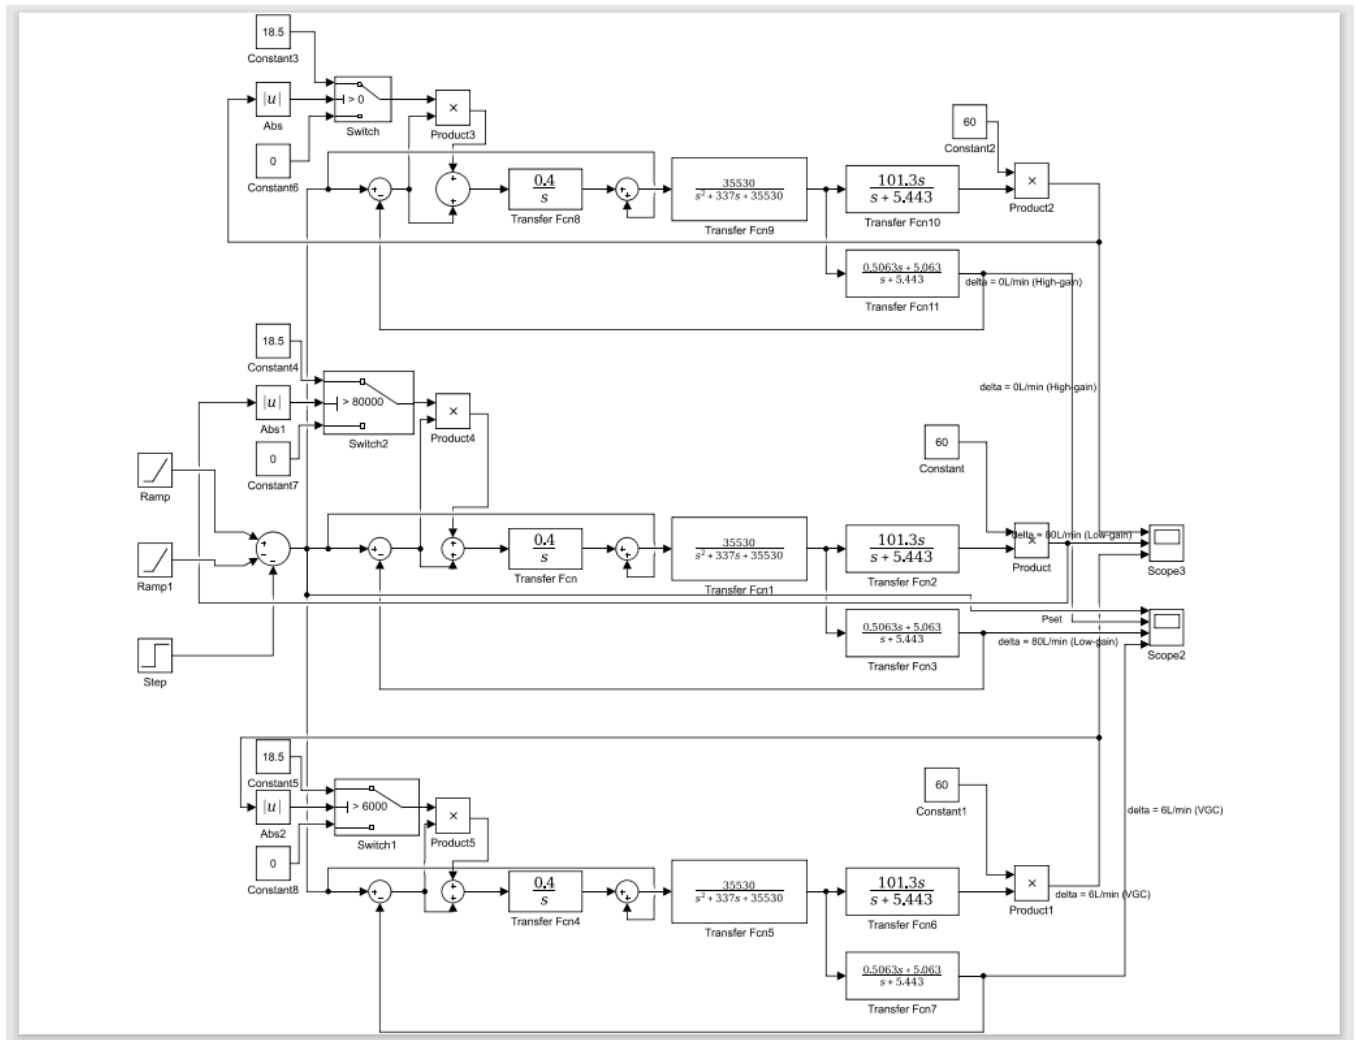 18.5
Constant3
|u|
Abs
> 0
Switch
×
Product3
0
Constant6
60
Constant2
+
−
+
+
0.4
s
Transfer Fcn8
+
+
35530
s² + 337s + 35530
Transfer Fcn9
101.3s
s + 5.443
Transfer Fcn10
×
Product2
0.5063s + 5.063
s + 5.443
Transfer Fcn11
delta = 0L/min (High-gain)
18.5
Constant4
|u|
Abs1
> 80000
Switch2
×
Product4
0
Constant7
delta = 0L/min (High-gain)
60
Constant
Ramp
Ramp1
Step
+
−
−
+
−
+
+
0.4
s
Transfer Fcn
+
+
35530
s² + 337s + 35530
Transfer Fcn1
101.3s
s + 5.443
Transfer Fcn2
×
Product
delta = 80L/min (Low-gain)
Scope3
0.5063s + 5.063
s + 5.443
Transfer Fcn3
Pset
delta = 80L/min (Low-gain)
Scope2
18.5
Constant5
|u|
Abs2
> 6000
Switch1
×
Product5
0
Constant8
60
Constant1
delta = 6L/min (VGC)
+
−
+
+
0.4
s
Transfer Fcn4
+
+
35530
s² + 337s + 35530
Transfer Fcn5
101.3s
s + 5.443
Transfer Fcn6
×
Product1
delta = 6L/min (VGC)
0.5063s + 5.063
s + 5.443
Transfer Fcn7